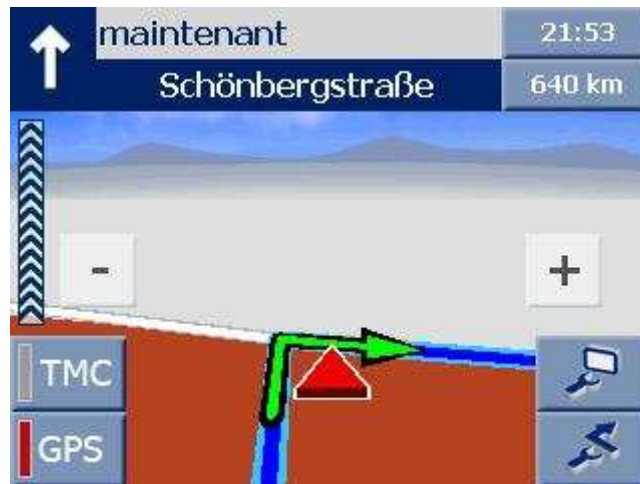 maintenant
21:53
Schönbergstraße
640 km
-
+
TMC
GPS